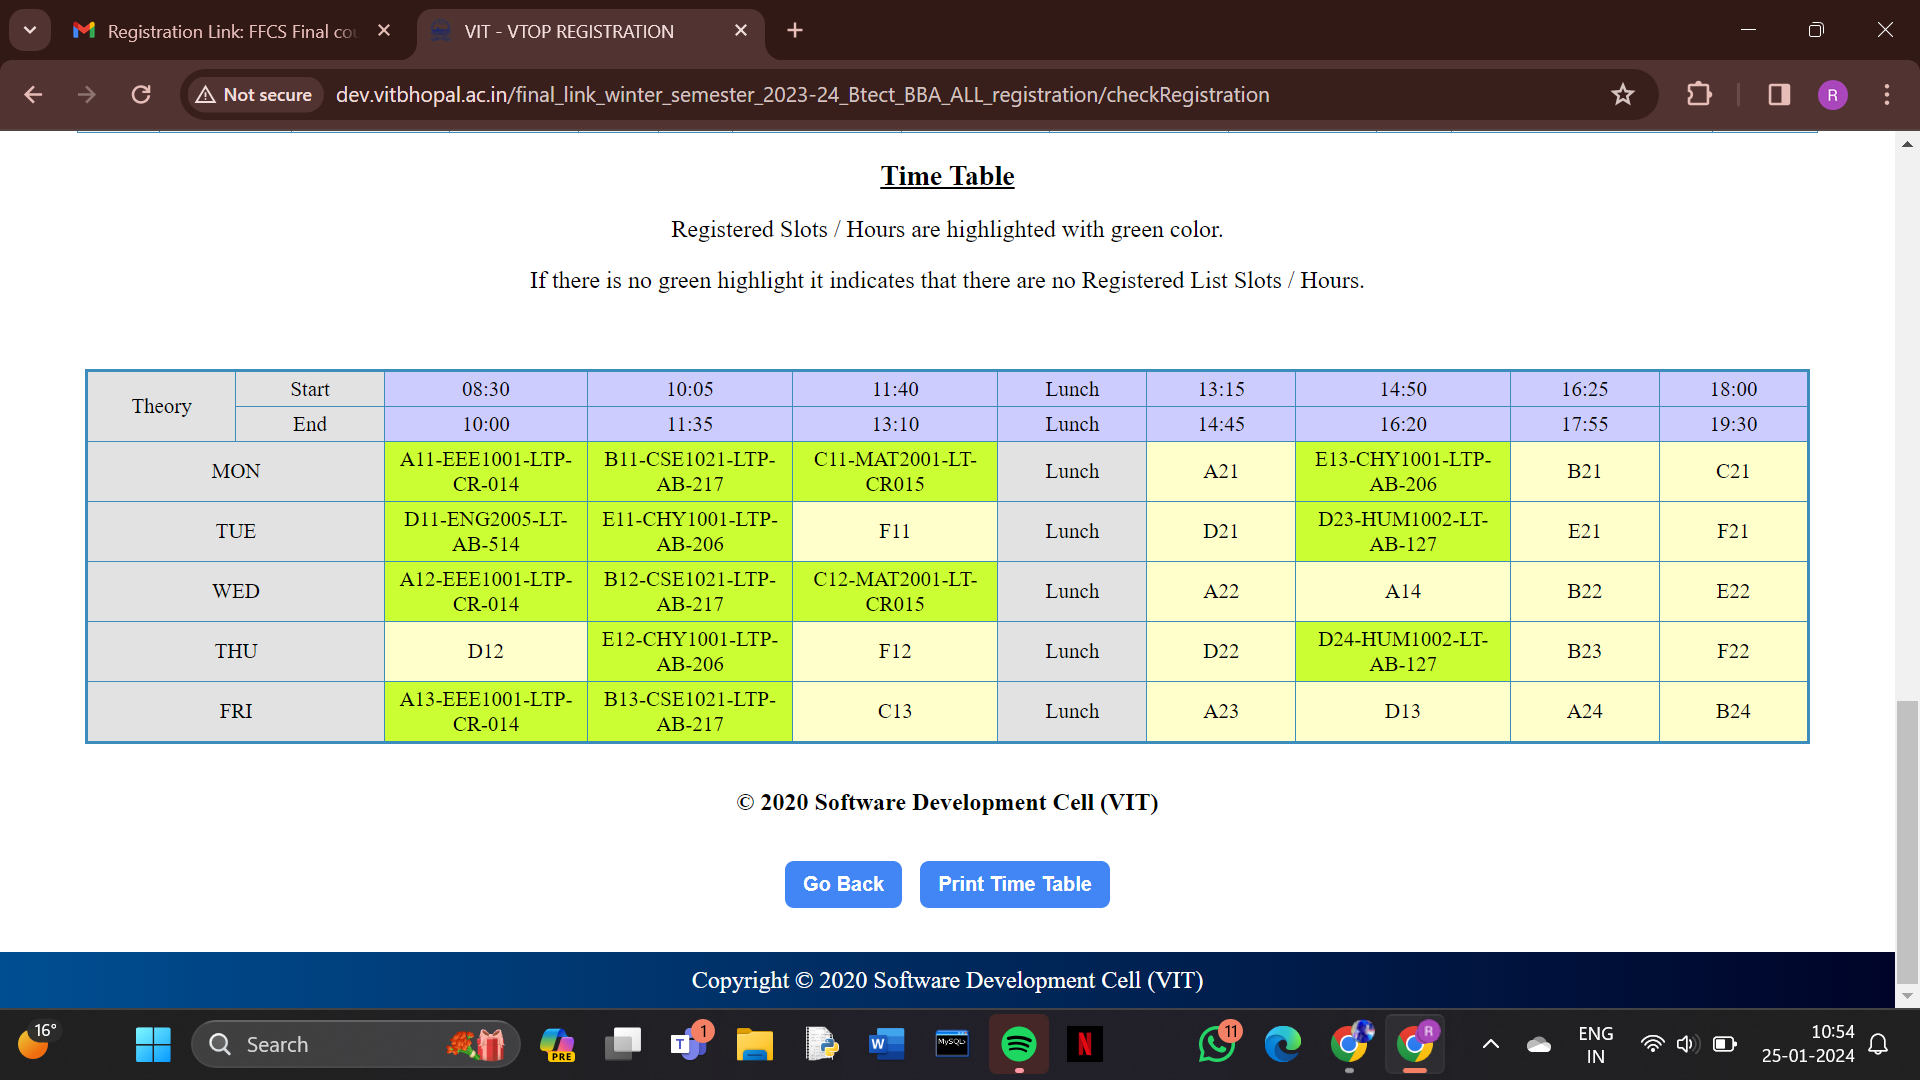 Registration Link: FFCS Final cou
VIT - VTOP REGISTRATION
Not secure
dev.vitbhopal.ac.in/final_link_winter_semester_2023-24_Btect_BBA_ALL_registration/checkRegistration
R
Time Table
Registered Slots / Hours are highlighted with green color.
If there is no green highlight it indicates that there are no Registered List Slots / Hours.
Theory Start 08:30 10:05 11:40 Lunch 13:15 14:50 16:25 18:00
End 10:00 11:35 13:10 Lunch 14:45 16:20 17:55 19:30
MON A11-EEE1001-LTP-CR-014 B11-CSE1021-LTP-AB-217 C11-MAT2001-LT-CR015 Lunch A21 E13-CHY1001-LTP-AB-206 B21 C21
TUE D11-ENG2005-LT-AB-514 E11-CHY1001-LTP-AB-206 F11 Lunch D21 D23-HUM1002-LT-AB-127 E21 F21
WED A12-EEE1001-LTP-CR-014 B12-CSE1021-LTP-AB-217 C12-MAT2001-LT-CR015 Lunch A22 A14 B22 E22
THU D12 E12-CHY1001-LTP-AB-206 F12 Lunch D22 D24-HUM1002-LT-AB-127 B23 F22
FRI A13-EEE1001-LTP-CR-014 B13-CSE1021-LTP-AB-217 C13 Lunch A23 D13 A24 B24
© 2020 Software Development Cell (VIT)
Go Back Print Time Table
Copyright © 2020 Software Development Cell (VIT)
16°
Search
PRE
T
1
W
MySQL
N
11
R
ENG
IN
10:54
25-01-2024